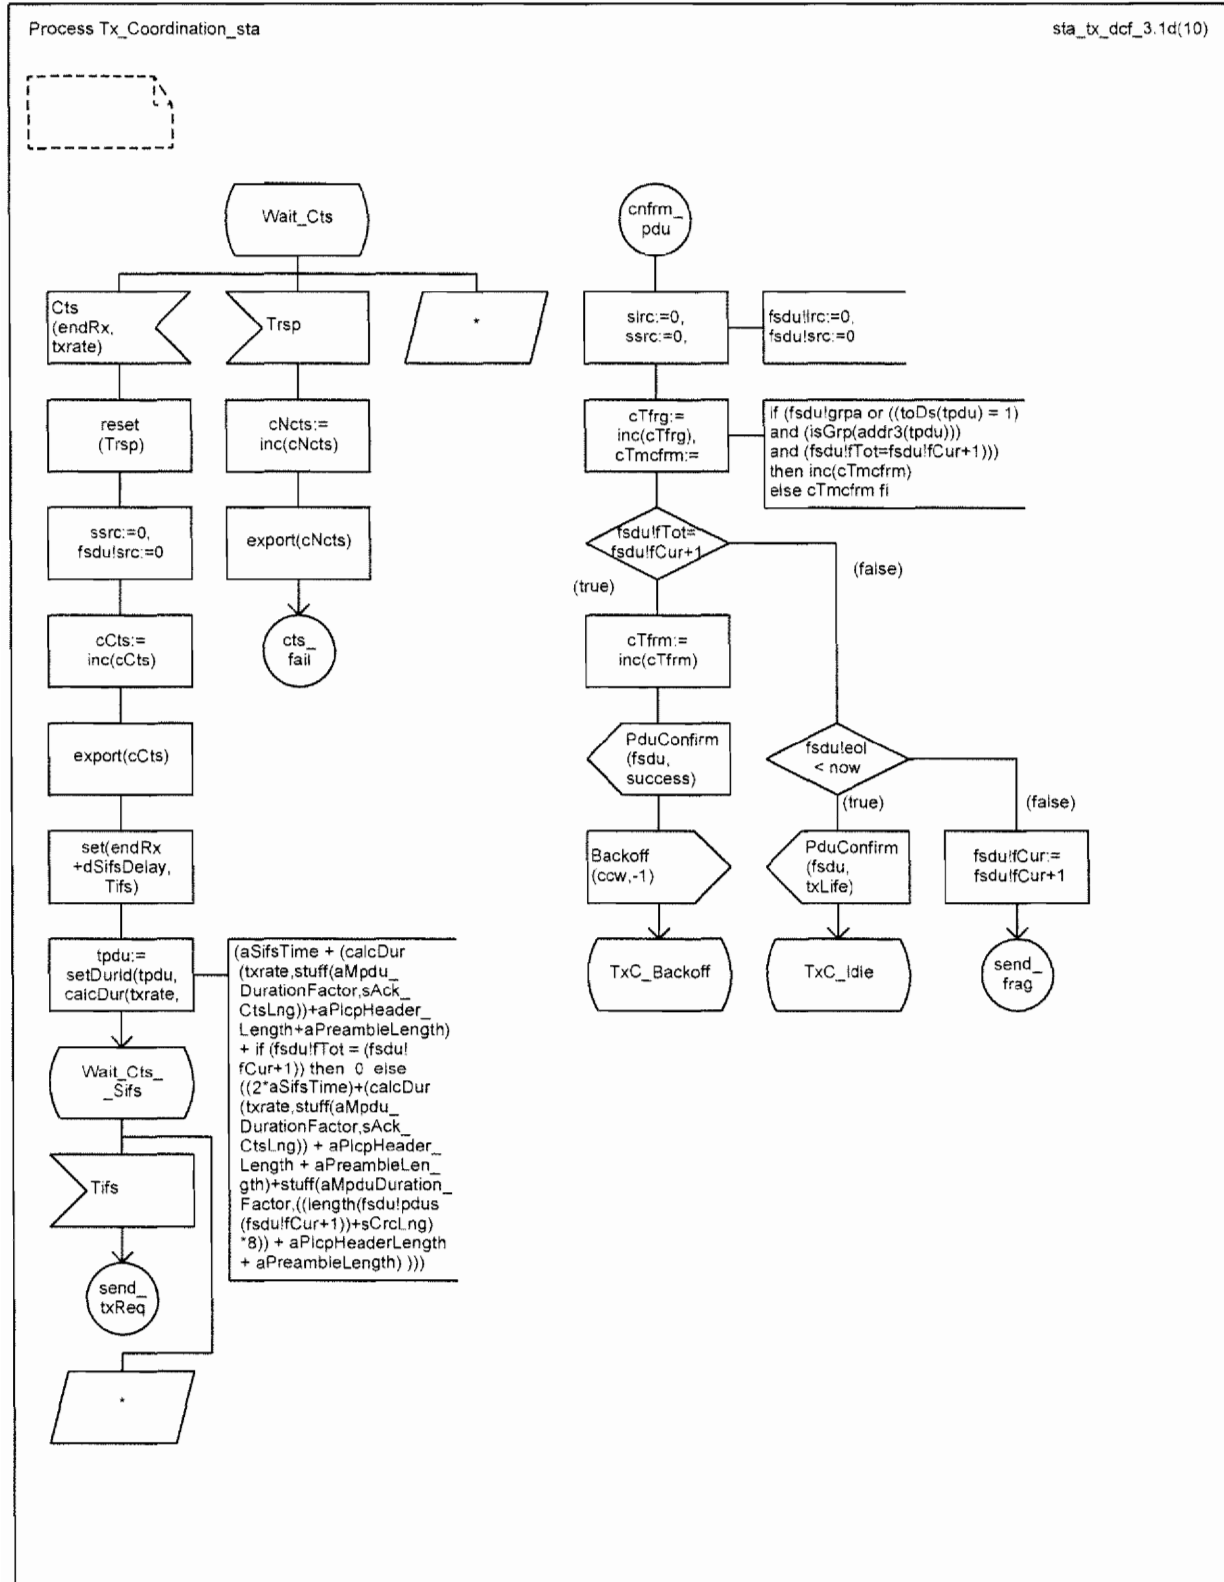 Process Tx_Coordination_sta
sta_tx_dcf_3.1d(10)
Wait_Cts
Cts
(endRx,
txrate)
Trsp
*
reset
(Trsp)
cNcts:=
inc(cNcts)
ssrc:=0,
fsdu!src:=0
export(cNcts)
cCts:=
inc(cCts)
cts_
fail
export(cCts)
set(endRx
+dSifsDelay,
Tifs)
tpdu:=
setDurId(tpdu,
calcDur(txrate,
(aSifsTime + (calcDur
(txrate,stuff(aMpdu_
DurationFactor,sAck_
CtsLng))+aPlcpHeader_
Length+aPreambleLength)
+ if (fsdu!fTot = (fsdu!
fCur+1)) then 0 else
((2*aSifsTime)+(calcDur
(txrate,stuff(aMpdu_
DurationFactor,sAck_
CtsLng)) + aPlcpHeader_
Length + aPreambleLen_
gth)+stuff(aMpduDuration_
Factor,((length(fsdu!pdus
(fsdu!fCur+1))+sCrcLng)
*8)) + aPlcpHeaderLength
+ aPreambleLength) )))
Wait_Cts_
_Sifs
Tifs
send_
txReq
*
cnfrm_
pdu
slrc:=0,
ssrc:=0,
fsdu!lrc:=0,
fsdu!src:=0
cTfrg:=
inc(cTfrg),
cTmcfrm:=
if (fsdu!grpa or ((toDs(tpdu) = 1)
and (isGrp(addr3(tpdu)))
and (fsdu!fTot=fsdu!fCur+1)))
then inc(cTmcfrm)
else cTmcfrm fi
fsdu!fTot=
fsdu!fCur+1
(true)
(false)
cTfrm:=
inc(cTfrm)
PduConfirm
(fsdu,
success)
fsdu!eol
< now
(true)
(false)
Backoff
(ccw,-1)
PduConfirm
(fsdu,
txLife)
fsdu!fCur:=
fsdu!fCur+1
TxC_Backoff
TxC_Idle
send_
frag